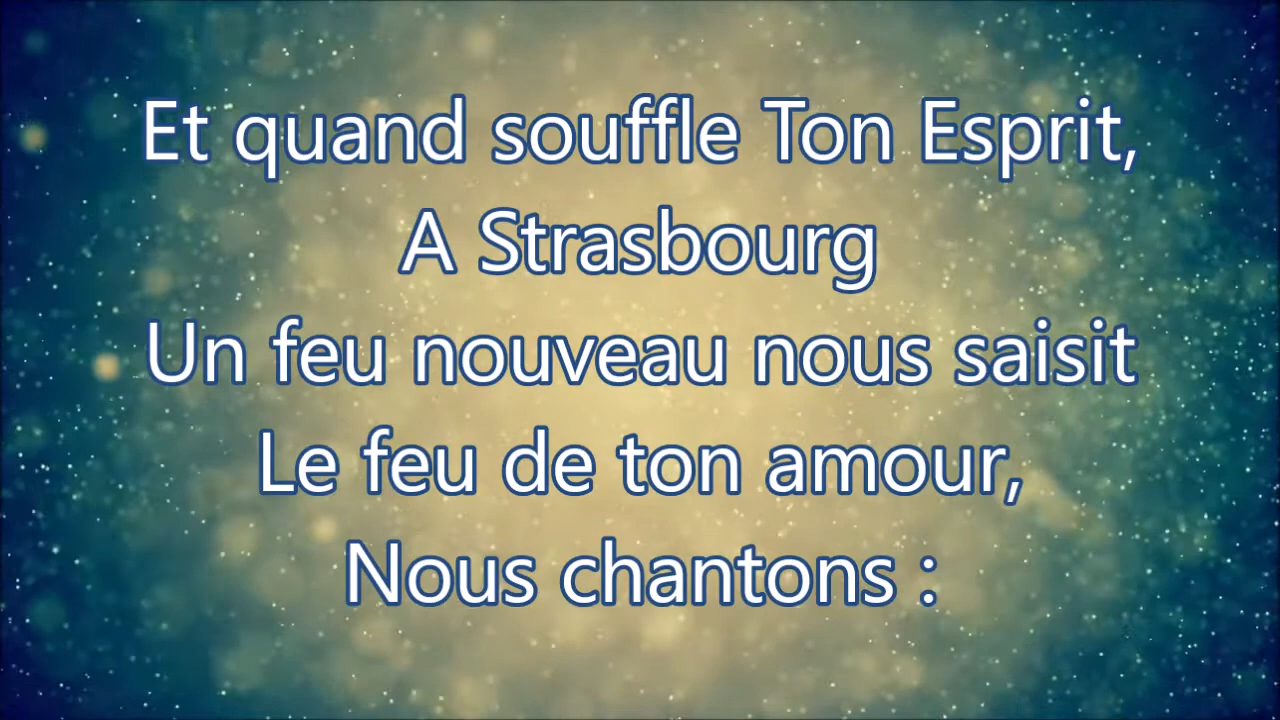 Et quand souffle Ton Esprit,
A Strasbourg
Un feu nouveau nous saisit
Le feu de ton amour,
Nous chantons :